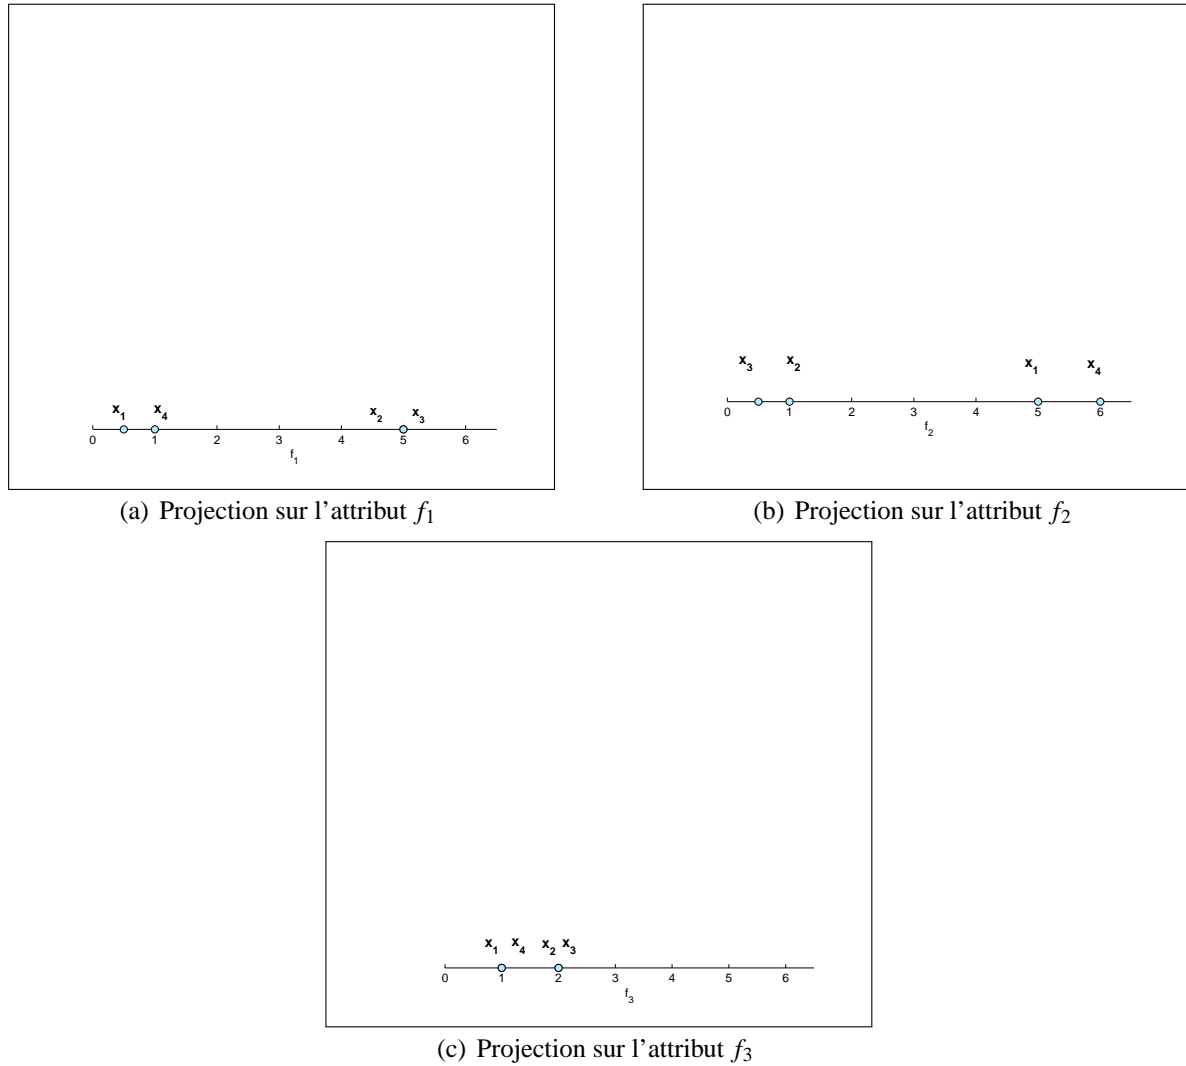 x1 x4 x2 x3
0 1 2 3 4 5 6
f1
(a) Projection sur l'attribut f1
x3 x2 x1 x4
0 1 2 3 4 5 6
f2
(b) Projection sur l'attribut f2
x1 x4 x2 x3
0 1 2 3 4 5 6
f3
(c) Projection sur l'attribut f3